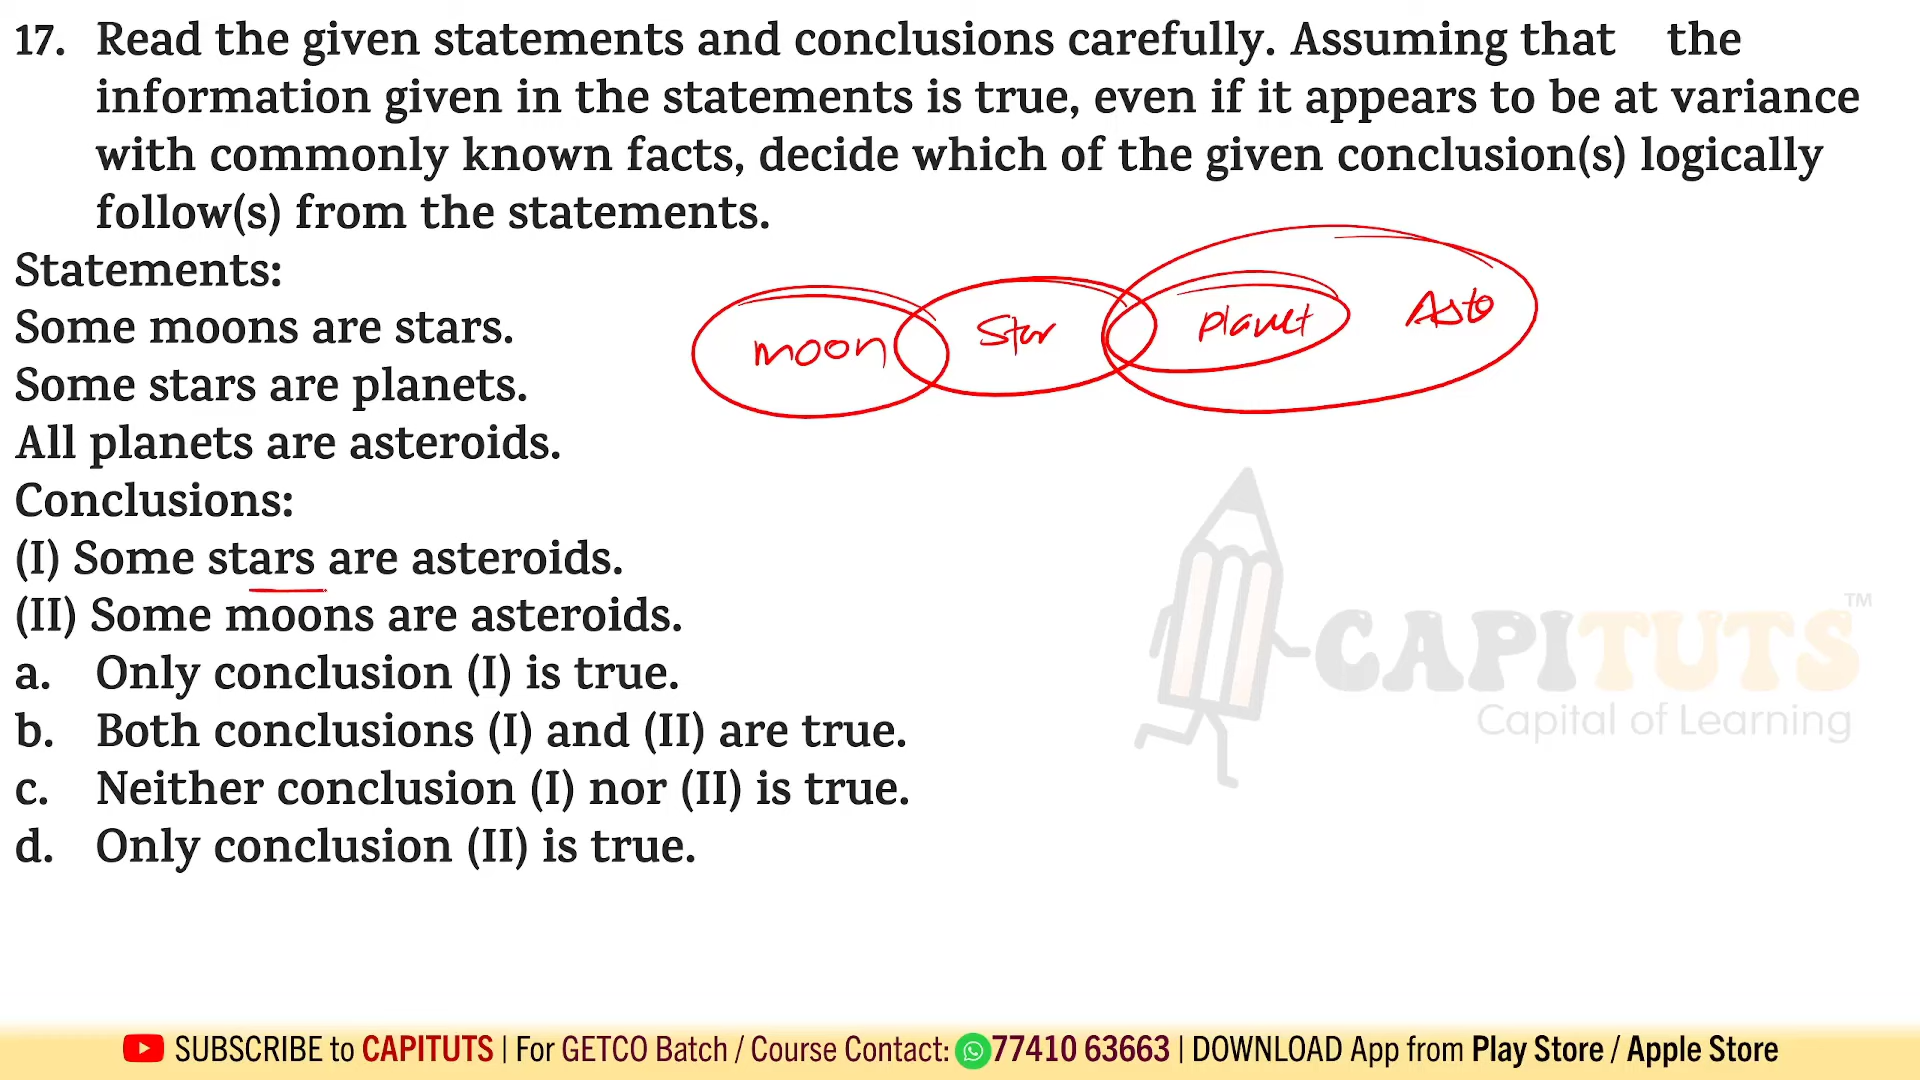 17. Read the given statements and conclusions carefully. Assuming that the
information given in the statements is true, even if it appears to be at variance
with commonly known facts, decide which of the given conclusion(s) logically
follow(s) from the statements.
Statements:
Some moons are stars.
Some stars are planets.
All planets are asteroids.
moon Star planet Asto
Conclusions:
(I) Some stars are asteroids.
(II) Some moons are asteroids.
a. Only conclusion (I) is true.
b. Both conclusions (I) and (II) are true.
c. Neither conclusion (I) nor (II) is true.
d. Only conclusion (II) is true.
CAPITUTS™
Capital of Learning
SUBSCRIBE to CAPITUTS | For GETCO Batch / Course Contact: 77410 63663 | DOWNLOAD App from Play Store / Apple Store